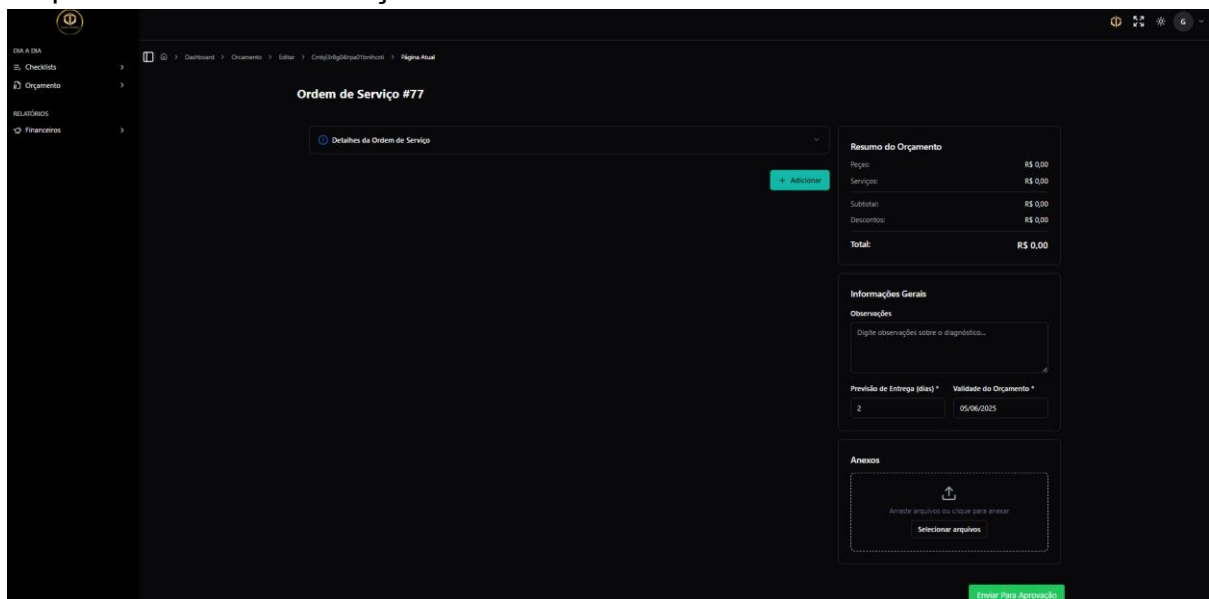 G
DIA A DIA
Checklists
Orçamento
RELATÓRIOS
Financeiros
Dashboard > Orcamento > Editar > > Página Atual
Ordem de Serviço #77
Detalhes da Ordem de Serviço
+ Adicionar
Resumo do Orçamento
Peças: R$ 0,00
Serviços: R$ 0,00
Subtotal: R$ 0,00
Descontos: R$ 0,00
Total: R$ 0,00
Informações Gerais
Observações
Digite observações sobre o diagnóstico...
Previsão de Entrega (dias) * Validade do Orçamento *
2 05/06/2025
Anexos
Arraste arquivos ou clique para anexar
Selecionar arquivos
Enviar Para Aprovação